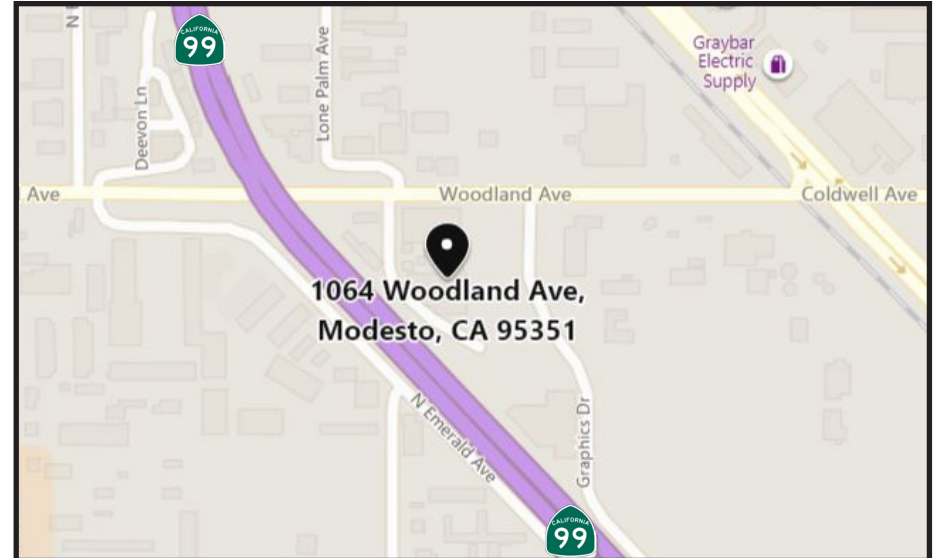 CALIFORNIA
99
Graybar
Electric
Supply
Deevon Ln
Lone Palm Ave
Ave
Woodland Ave
Coldwell Ave
1064 Woodland Ave,
Modesto, CA 95351
N Emerald Ave
Graphics Dr
CALIFORNIA
99